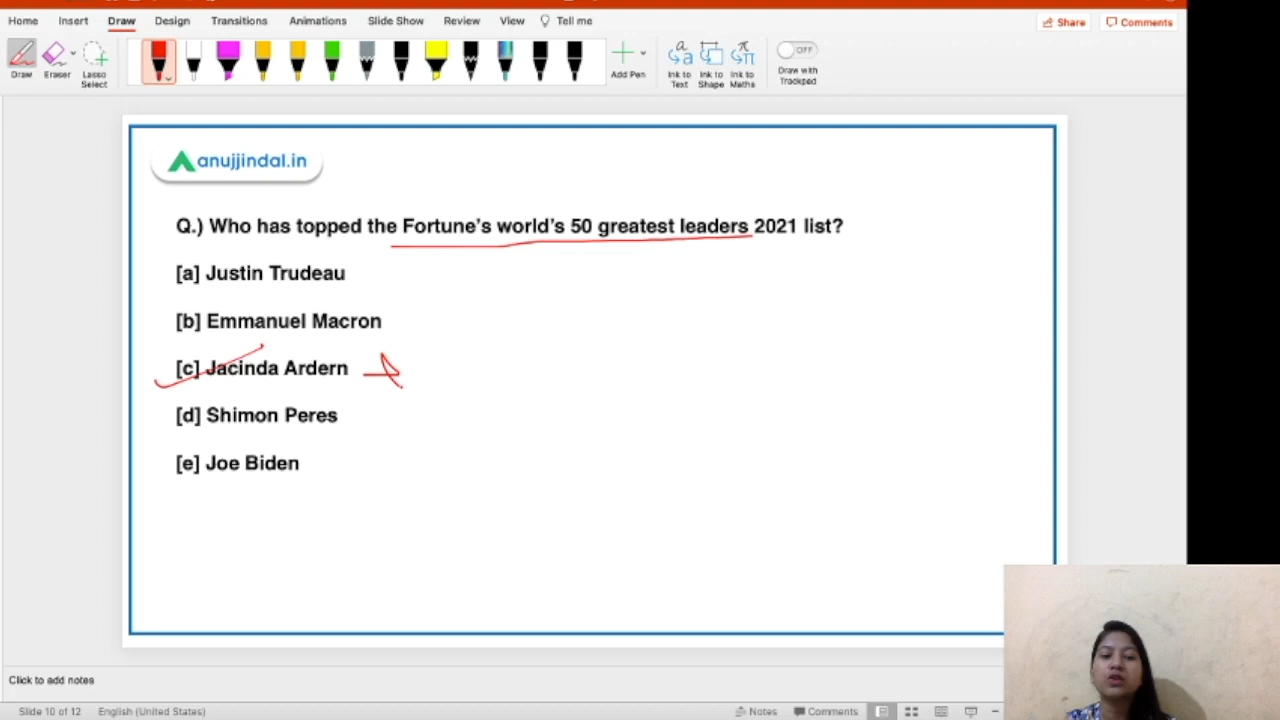 Home Insert Draw Design Transitions Animations Slide Show Review View Tell me Share Comments
Draw Eraser Lasso Select Add Pen Ink to Text Ink to Shape Ink to Maths OFF Draw with Trackpad
anujjindal.in
Q.) Who has topped the Fortune's world's 50 greatest leaders 2021 list?
[a] Justin Trudeau
[b] Emmanuel Macron
[c] Jacinda Ardern
[d] Shimon Peres
[e] Joe Biden
Click to add notes
Slide 10 of 12 English (United States) Notes Comments